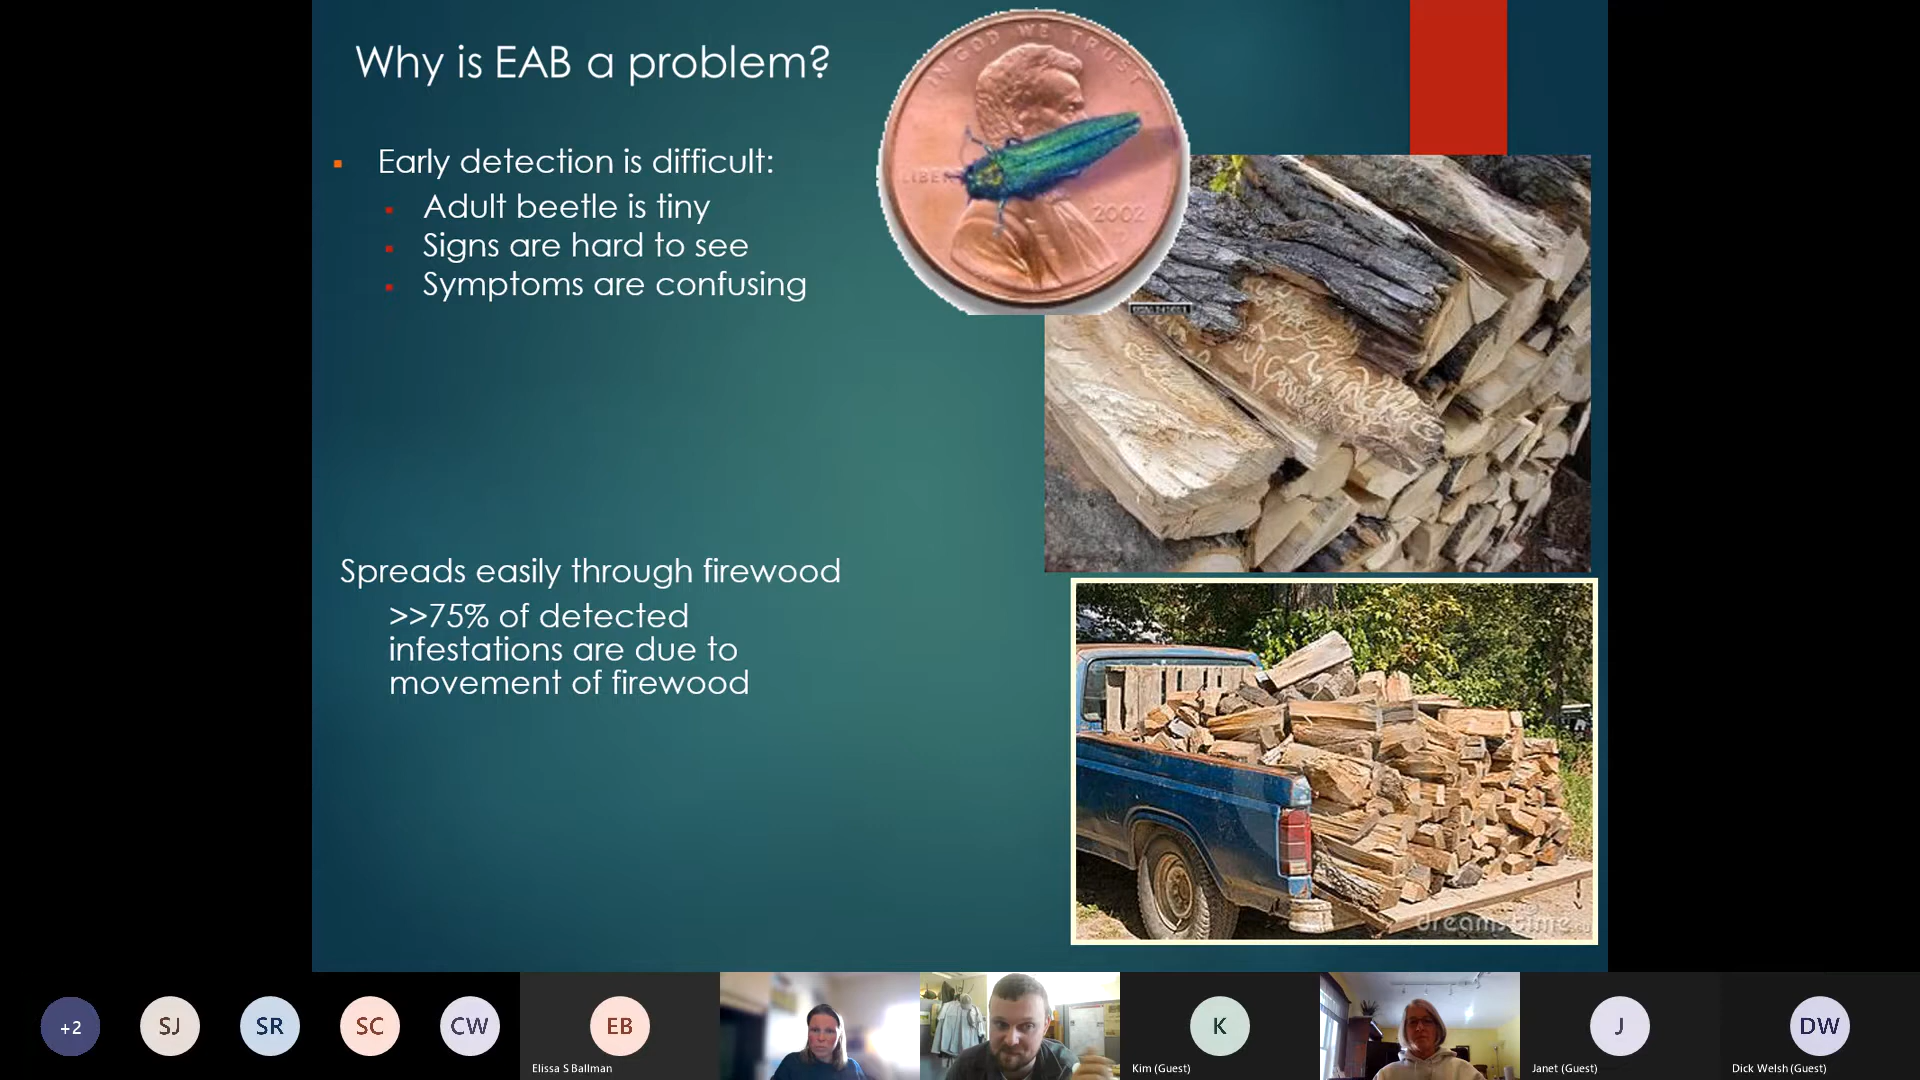 Why is EAB a problem?
Early detection is difficult:
Adult beetle is tiny
Signs are hard to see
Symptoms are confusing
IN GOD WE TRUST
LIBER
2002
Spreads easily through firewood
>>75% of detected
infestations are due to
movement of firewood
dreamstime
+2
SJ
SR
SC
CW
EB
K
J
DW
Elissa S Ballman
Kim (Guest)
Janet (Guest)
Dick Welsh (Guest)